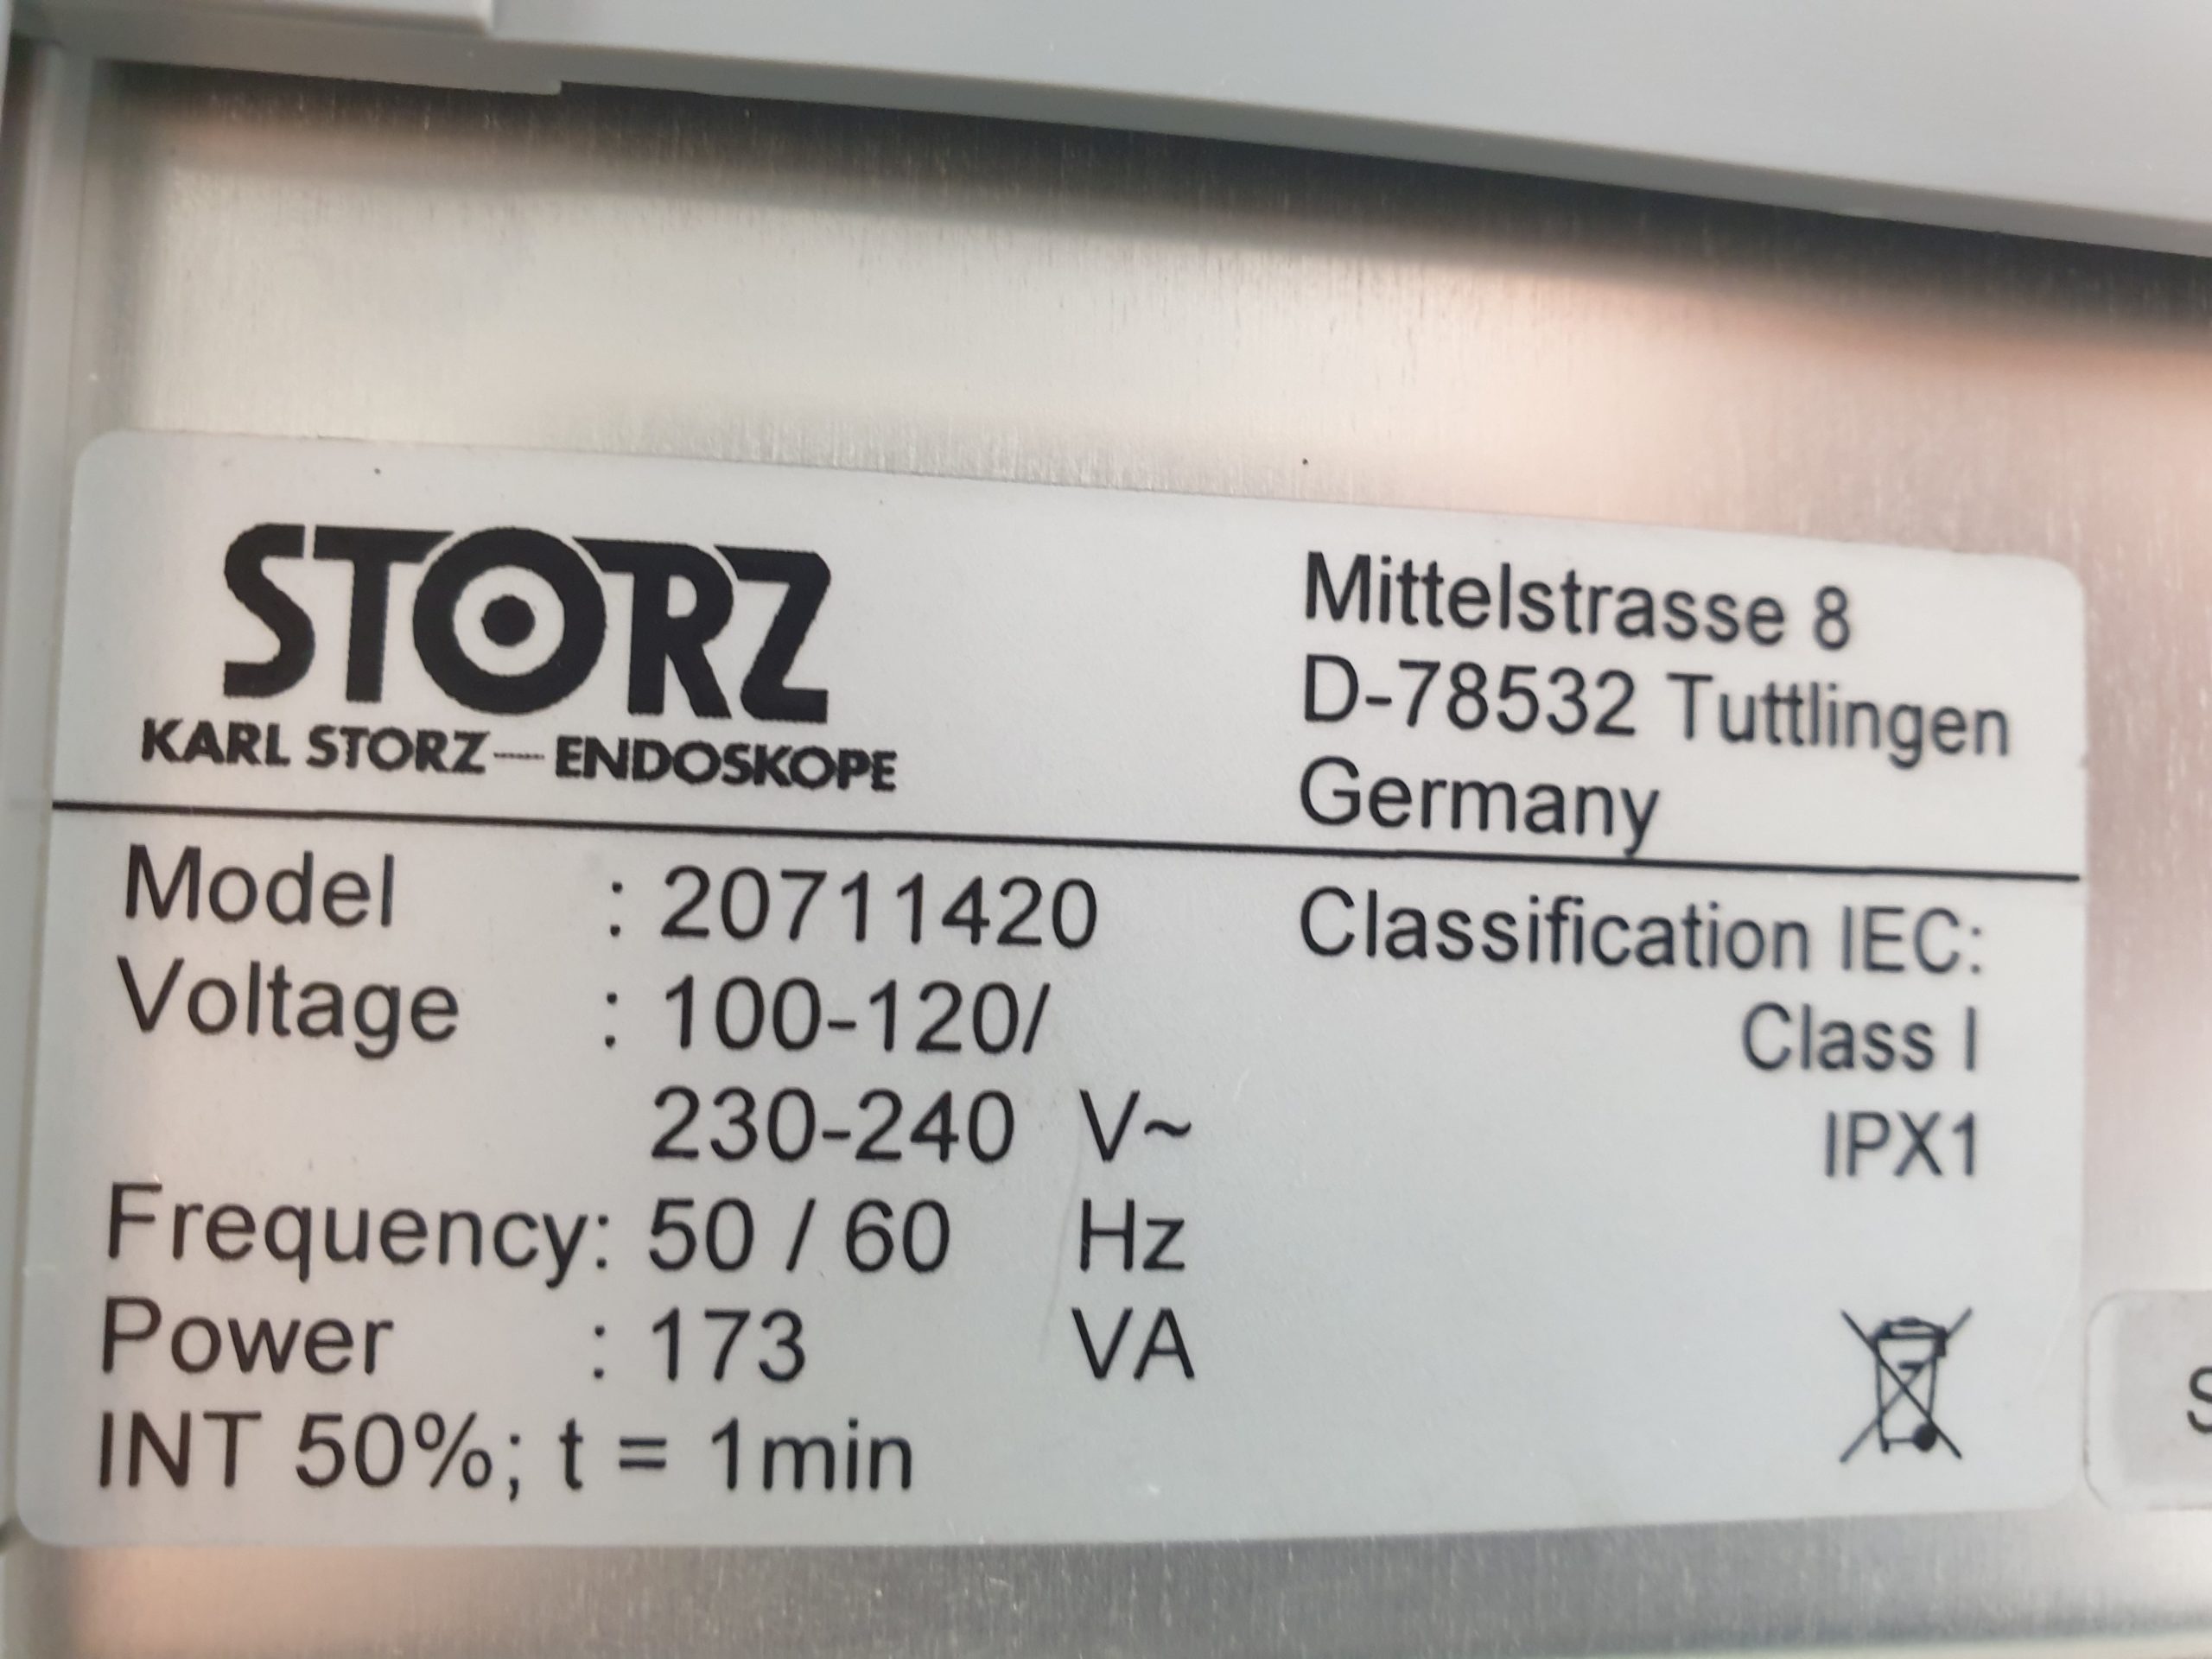 STORZ
KARL STORZ — ENDOSKOPE
Mittelstrasse 8
D-78532 Tuttlingen
Germany
Model : 20711420
Voltage : 100-120/
230-240 V~
Frequency: 50 / 60 Hz
Power : 173 VA
INT 50%; t = 1min
Classification IEC:
Class I
IPX1